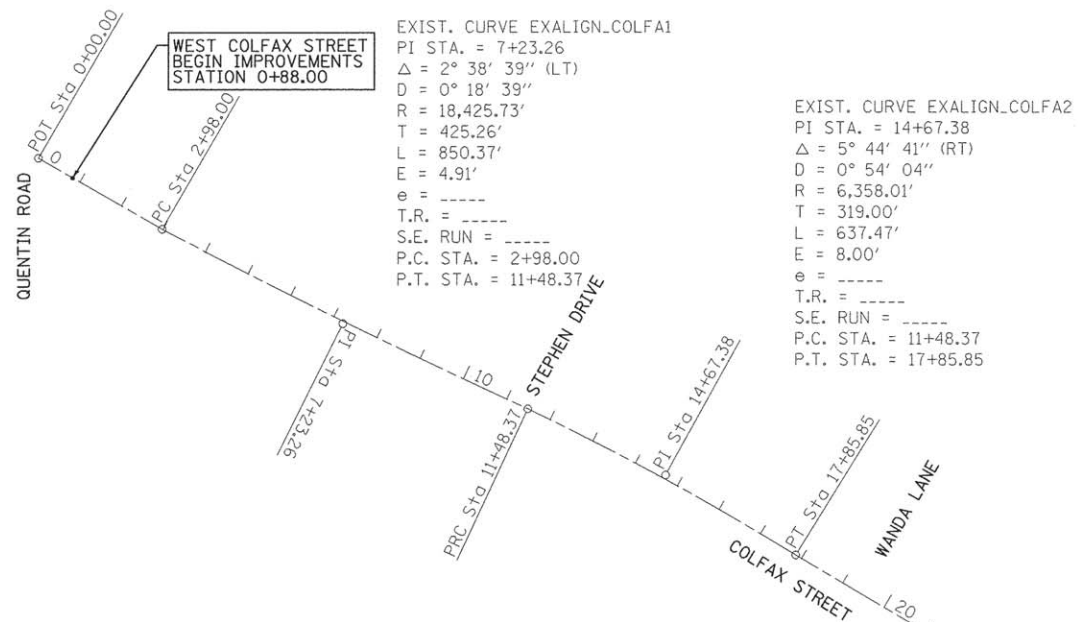 POT Sta 0+00.00
WEST COLFAX STREET
BEGIN IMPROVEMENTS
STATION 0+88.00
0
QUENTIN ROAD
PC Sta 2+98.00
EXIST. CURVE EXALIGN_COLFA1
PI STA. = 7+23.26
Δ = 2° 38' 39" (LT)
D = 0° 18' 39"
R = 18,425.73'
T = 425.26'
L = 850.37'
E = 4.91'
e = _____
T.R. = _____
S.E. RUN = _____
P.C. STA. = 2+98.00
P.T. STA. = 11+48.37
EXIST. CURVE EXALIGN_COLFA2
PI STA. = 14+67.38
Δ = 5° 44' 41" (RT)
D = 0° 54' 04"
R = 6,358.01'
T = 319.00'
L = 637.47'
E = 8.00'
e = _____
T.R. = _____
S.E. RUN = _____
P.C. STA. = 11+48.37
P.T. STA. = 17+85.85
PI Sta 7+23.26
10
STEPHEN DRIVE
PRC Sta 11+48.37
PI Sta 14+67.38
PT Sta 17+85.85
WANDA LANE
COLFAX STREET
20